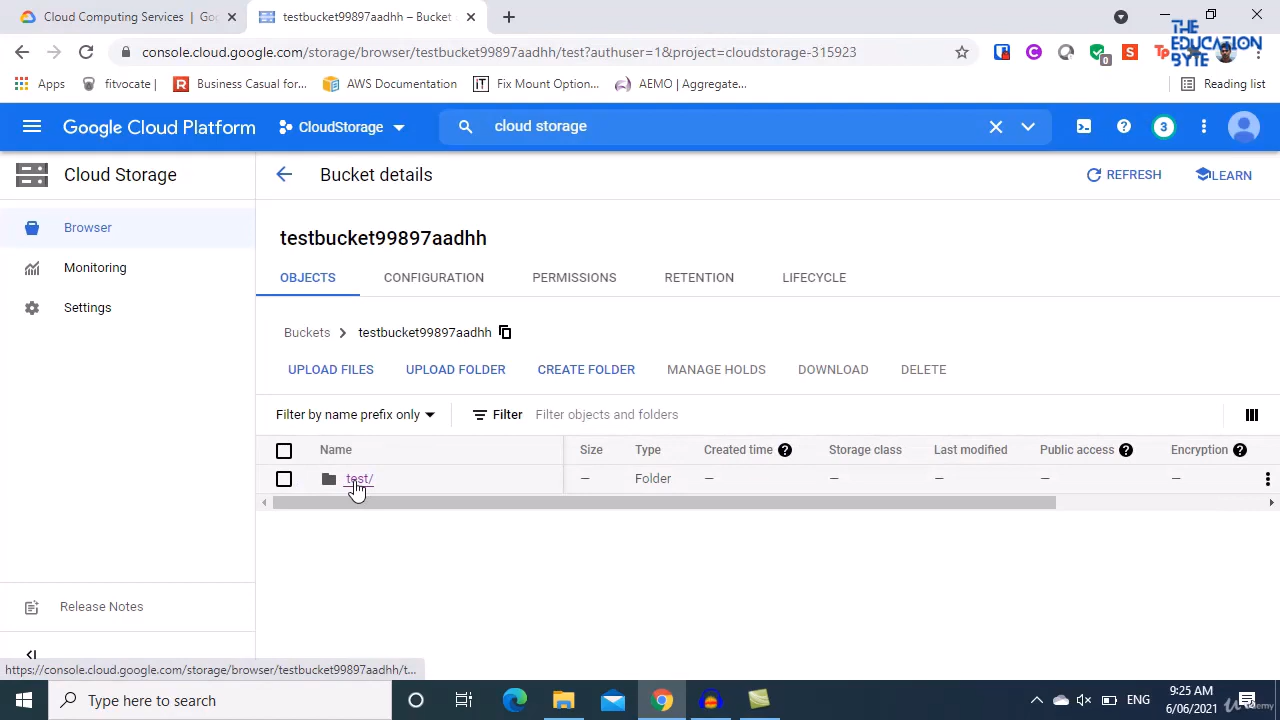 Cloud Computing Services | Goo
testbucket99897aadhh – Bucket
THE EDUCATION BYTE
console.cloud.google.com/storage/browser/testbucket99897aadhh/test?authuser=1&project=cloudstorage-315923
Apps
fitvocate |
Business Casual for...
AWS Documentation
Fix Mount Option...
AEMO | Aggregate...
Reading list
Google Cloud Platform
CloudStorage
cloud storage
3
Cloud Storage
Bucket details
REFRESH
LEARN
Browser
Monitoring
Settings
testbucket99897aadhh
OBJECTS
CONFIGURATION
PERMISSIONS
RETENTION
LIFECYCLE
Buckets
testbucket99897aadhh
UPLOAD FILES
UPLOAD FOLDER
CREATE FOLDER
MANAGE HOLDS
DOWNLOAD
DELETE
Filter by name prefix only
Filter
Filter objects and folders
Name
Size
Type
Created time
Storage class
Last modified
Public access
Encryption
test/
—
Folder
—
—
—
—
—
Release Notes
https://console.cloud.google.com/storage/browser/testbucket99897aadhh/t...
Type here to search
ENG
9:25 AM
6/06/2021
Udemy